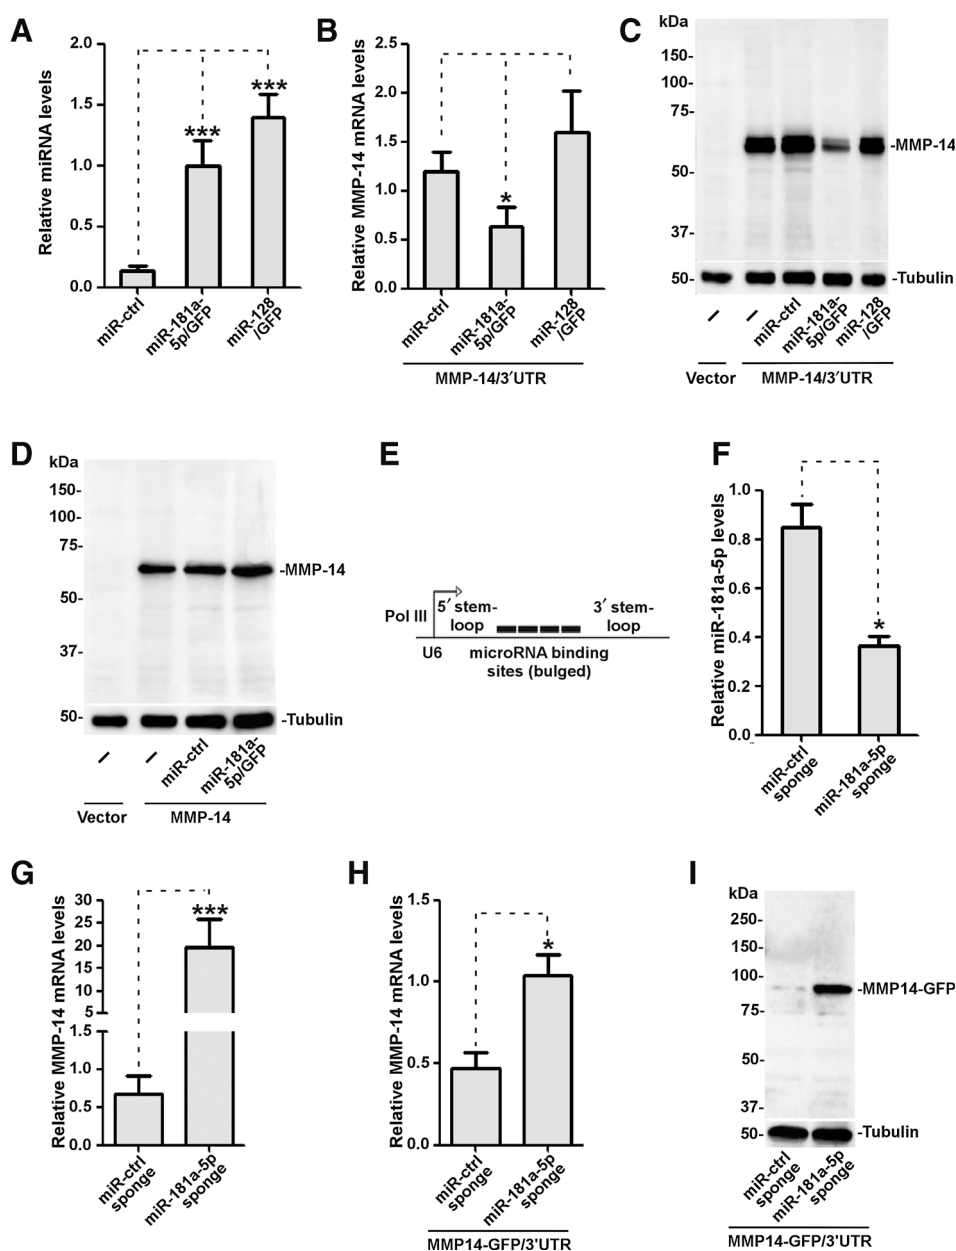 A
Relative miRNA levels
2.0
1.5
1.0
0.5
0.0
***
***
miR-ctrl
miR-181a-
5p/GFP
miR-128
/GFP
B
Relative MMP-14 mRNA levels
2.5
2.0
1.5
1.0
0.5
0.0
*
miR-ctrl
miR-181a-
5p/GFP
miR-128
/GFP
MMP-14/3′UTR
C
kDa
150-
100-
75-
50-
37-
50-
-MMP-14
-Tubulin
–
–
miR-ctrl
miR-181a-
5p/GFP
miR-128
/GFP
Vector
MMP-14/3′UTR
D
kDa
150-
100-
75-
50-
37-
50-
-MMP-14
-Tubulin
–
–
miR-ctrl
miR-181a-
5p/GFP
Vector
MMP-14
E
Pol III
5′ stem-
loop
3′ stem-
loop
U6
microRNA binding
sites (bulged)
F
Relative miR-181a-5p levels
1.0
0.8
0.6
0.4
0.2
0.0
*
miR-ctrl
sponge
miR-181a-5p
sponge
G
Relative MMP-14 mRNA levels
30
25
20
15
10
5
1.5
1.0
0.5
0.0
***
miR-ctrl
sponge
miR-181a-5p
sponge
H
Relative MMP-14 mRNA levels
1.5
1.0
0.5
0.0
*
miR-ctrl
sponge
miR-181a-5p
sponge
MMP14-GFP/3'UTR
I
kDa
250-
150-
100-
75-
50-
37-
50-
-MMP14-GFP
-Tubulin
miR-ctrl
sponge
miR-181a-5p
sponge
MMP14-GFP/3'UTR